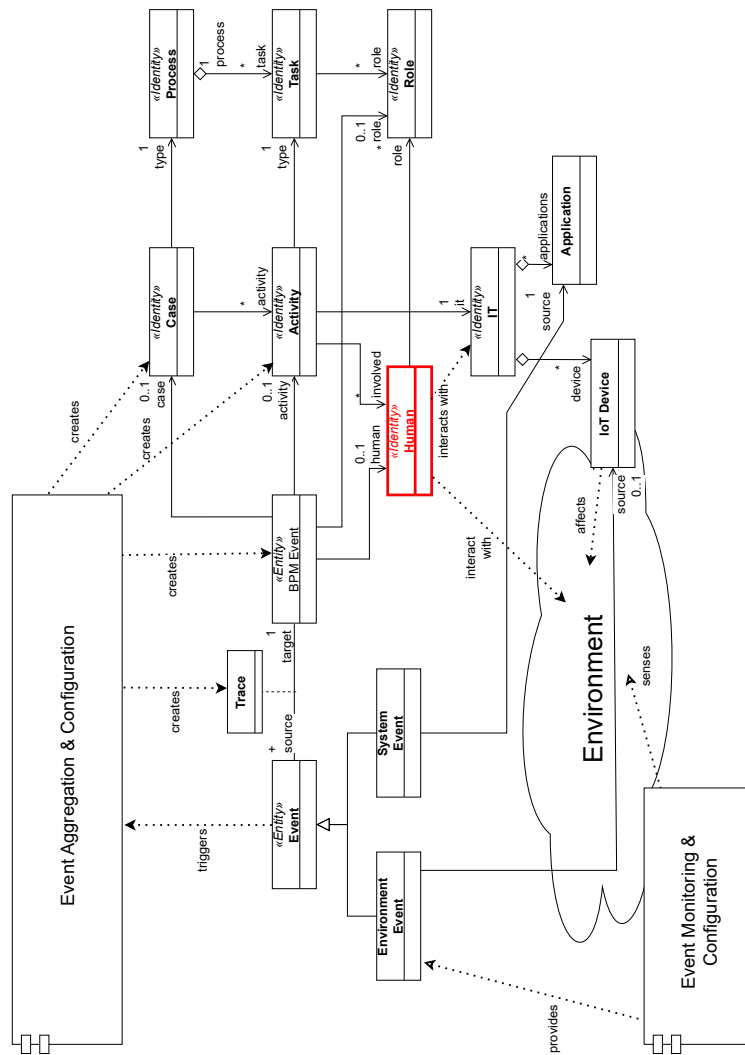 Event Aggregation & Configuration
creates
creates
triggers
creates
creates
«Identity»
Case
«Identity»
Process
0..1
case
1
type
1
process
Trace
*
activity
*
task
«Entity»
Event
+
source
1
target
«Entity»
BPM Event
0..1
activity
«Identity»
Activity
1
type
«Identity»
Task
0..1
human
*
involved
0..1
role
*
*
role
role
Environment
Event
System
Event
«Identity»
Human
«Identity»
Role
interacts with
1
it
interact
with
«Identity»
IT
*
applications
1
source
Application
provides
Environment
affects
*
device
IoT Device
source
0..1
senses
Event Monitoring &
Configuration